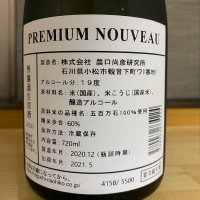 PREMIUM NOUVEAU
製造者 株式会社 農口尚彦研究所
石川県小松市観音下町ワ1番地1
アルコール分:19度
原材料名:米(国産)、米こうじ(国産米)、
醸造アルコール
原料米の品種名:五百万石100%使用
精米歩合:60%
保存方法:冷蔵保存
内容量:720ml
製造年月:2020.12(瓶詰時期)
出荷年月:2021.5
4158/5500